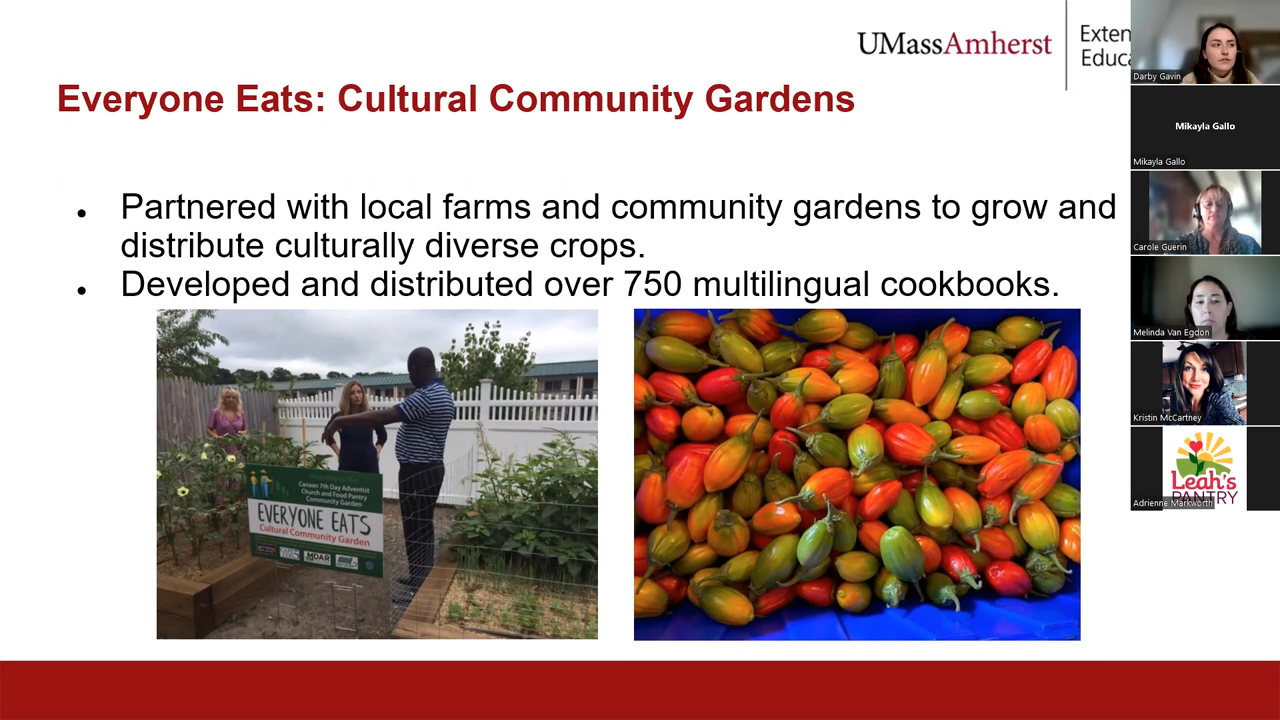 UMassAmherst
Exten
Educa
Everyone Eats: Cultural Community Gardens
Partnered with local farms and community gardens to grow and
distribute culturally diverse crops.
Developed and distributed over 750 multilingual cookbooks.
Canaan 7th Day Adventist
Church and Food Pantry
Community Garden
EVERYONE EATS
Cultural Community Garden
MDAR
Darby Gavin
Mikayla Gallo
Mikayla Gallo
Carole Guerin
Melinda Van Egdon
Kristin McCartney
Leah's
PANTRY
Adrienne Markworth